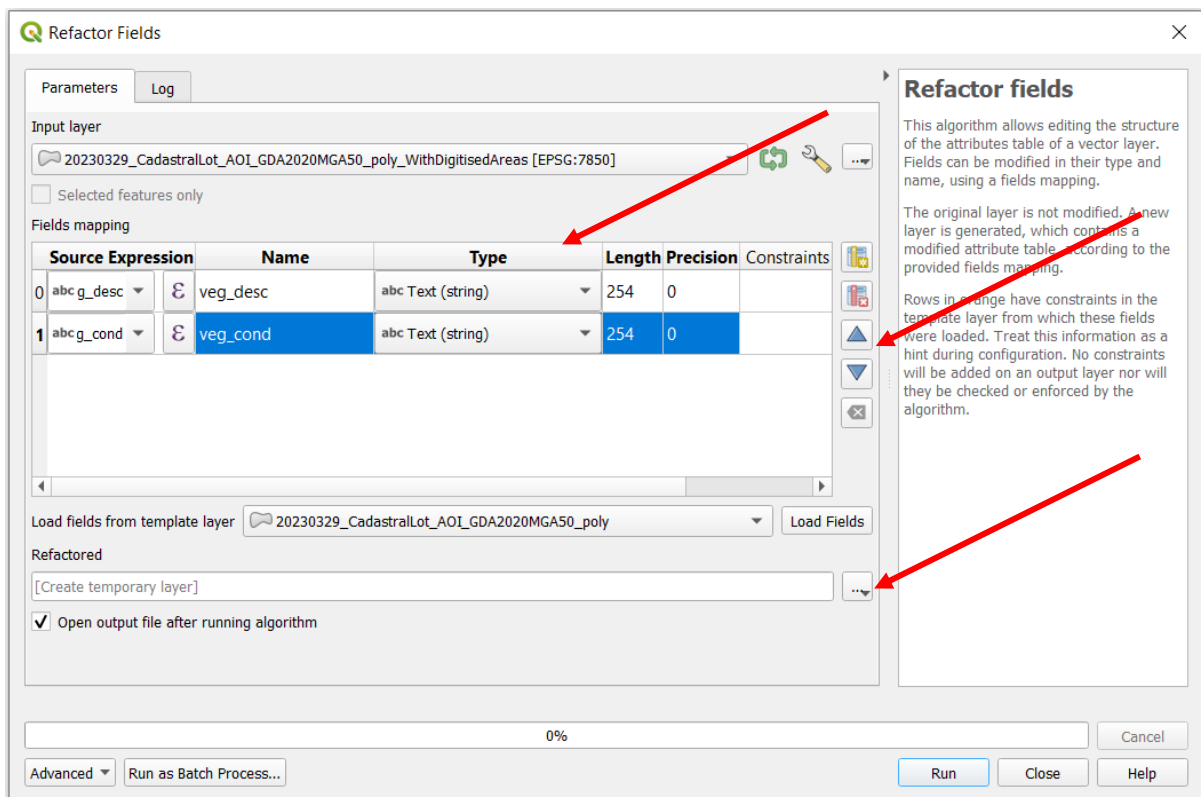 Refactor Fields
Parameters
Log
Input layer
20230329_CadastralLot_AOI_GDA2020MGA50_poly_WithDigitisedAreas [EPSG:7850]
...
Selected features only
Fields mapping
Source Expression Name Type Length Precision Constraints
0 abc g_desc ε veg_desc abc Text (string) 254 0
1 abc g_cond ε veg_cond abc Text (string) 254 0
Load fields from template layer 20230329_CadastralLot_AOI_GDA2020MGA50_poly Load Fields
Refactored
[Create temporary layer]
...
Open output file after running algorithm
Refactor fields
This algorithm allows editing the structure
of the attributes table of a vector layer.
Fields can be modified in their type and
name, using a fields mapping.
The original layer is not modified. A new
layer is generated, which contains a
modified attribute table, according to the
provided fields mapping.
Rows in orange have constraints in the
template layer from which these fields
were loaded. Treat this information as a
hint during configuration. No constraints
will be added on an output layer nor will
they be checked or enforced by the
algorithm.
0%
Cancel
Advanced Run as Batch Process...
Run Close Help